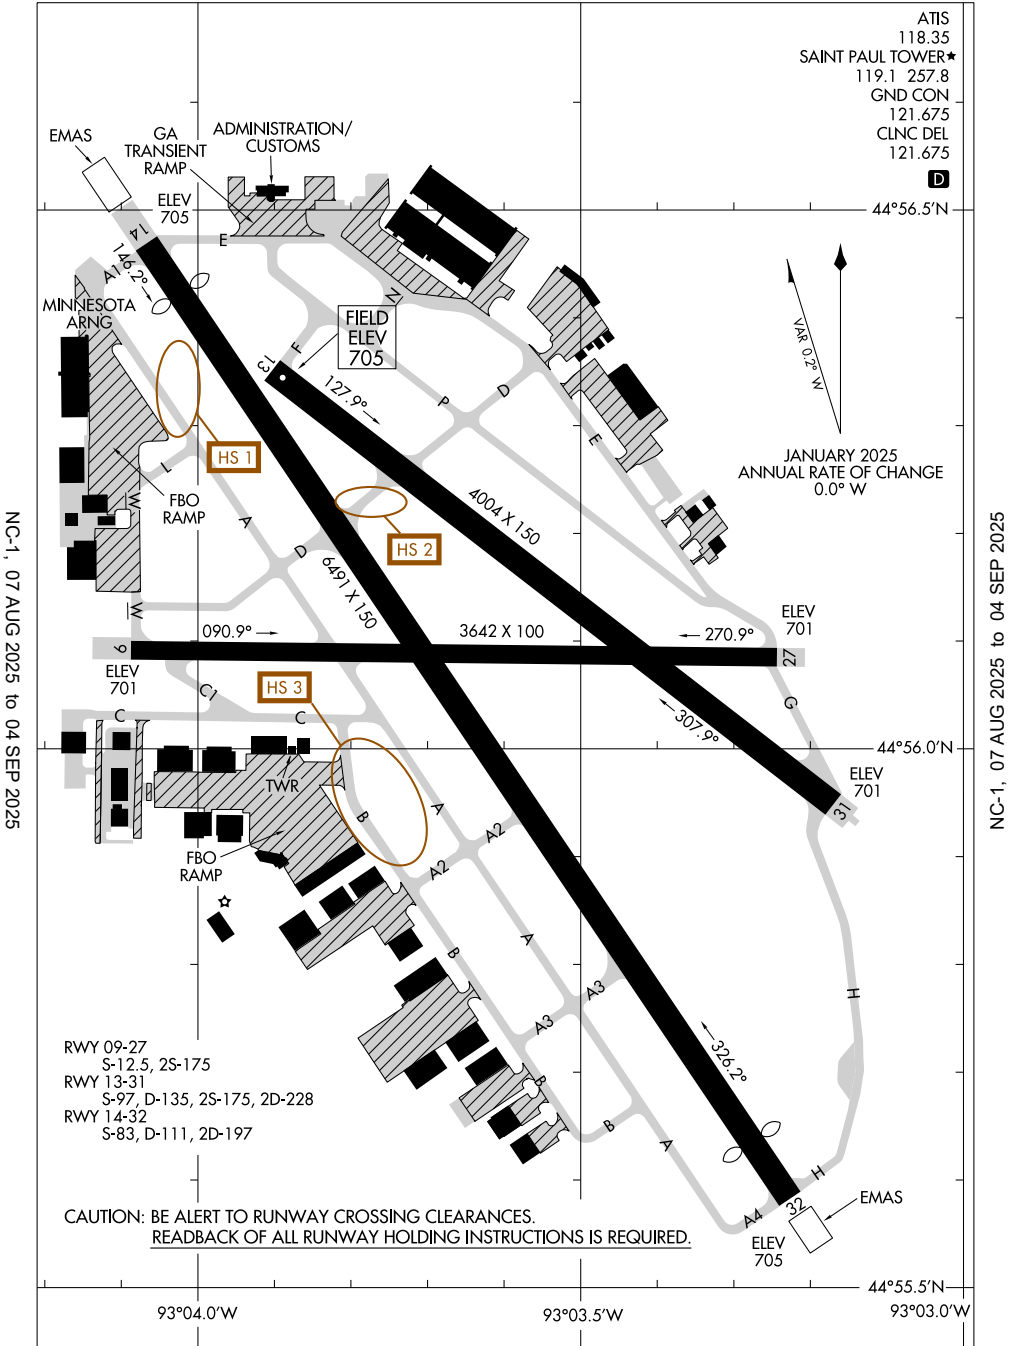 ATIS
118.35
SAINT PAUL TOWER★
119.1 257.8
GND CON
121.675
CLNC DEL
121.675
D
EMAS
GA
TRANSIENT
RAMP
ADMINISTRATION/
CUSTOMS
ELEV
705
44°56.5'N
14
E
146.2°
A1
MINNESOTA
ARNG
N
FIELD
ELEV
705
VAR 0.2° W
F
13
127.9°
P
D
E
JANUARY 2025
ANNUAL RATE OF CHANGE
0.0° W
HS 1
L
FBO
RAMP
W
A
4004 X 150
HS 2
D
6491 X 150
W
ELEV
701
9
090.9°
3642 X 100
270.9°
27
ELEV
701
C1
HS 3
G
C
C
307.9°
44°56.0'N
TWR
ELEV
701
31
B
A
A2
A2
FBO
RAMP
B
A
H
A3
A3
RWY 09-27
S-12.5, 2S-175
RWY 13-31
S-97, D-135, 2S-175, 2D-228
RWY 14-32
S-83, D-111, 2D-197
326.2°
B
B
A
H
32
EMAS
A4
ELEV
705
CAUTION: BE ALERT TO RUNWAY CROSSING CLEARANCES.
READBACK OF ALL RUNWAY HOLDING INSTRUCTIONS IS REQUIRED.
44°55.5'N
93°04.0'W
93°03.5'W
93°03.0'W
NC-1, 07 AUG 2025 to 04 SEP 2025
NC-1, 07 AUG 2025 to 04 SEP 2025